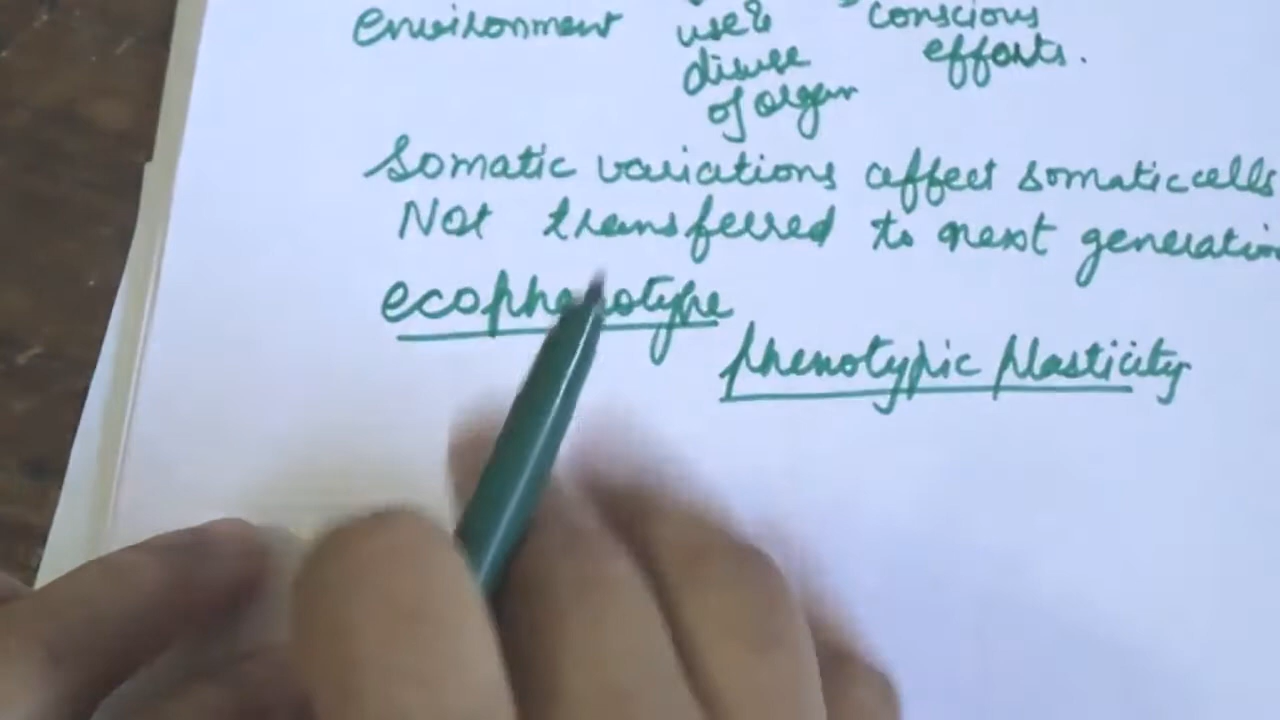 environment use & conscious
disuse efforts.
of organ
Somatic variations affect somatic cells
Not transferred to next generation
ecophenotype
phenotypic plasticity